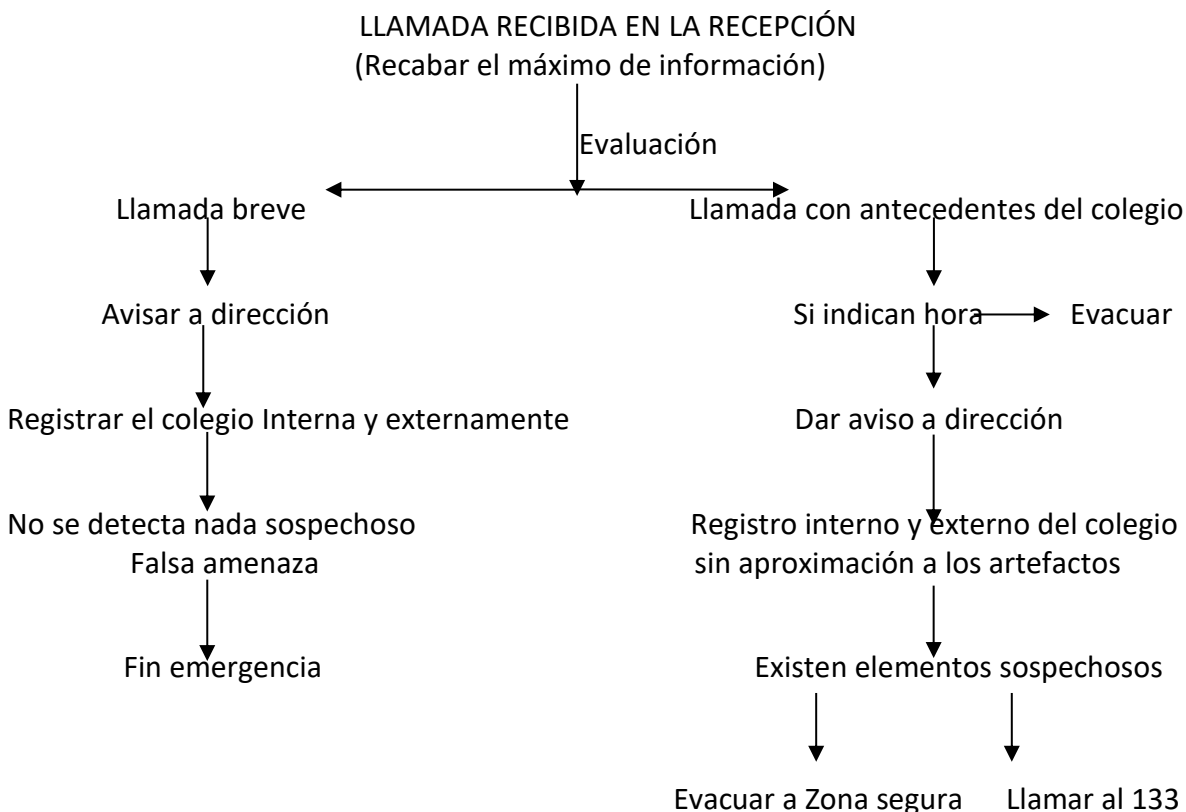 LLAMADA RECIBIDA EN LA RECEPCIÓN
(Recabar el máximo de información)
Evaluación
Llamada breve
Llamada con antecedentes del colegio
Avisar a dirección
Si indican hora
Evacuar
Registrar el colegio Interna y externamente
Dar aviso a dirección
No se detecta nada sospechoso
Falsa amenaza
Registro interno y externo del colegio
sin aproximación a los artefactos
Fin emergencia
Existen elementos sospechosos
Evacuar a Zona segura
Llamar al 133